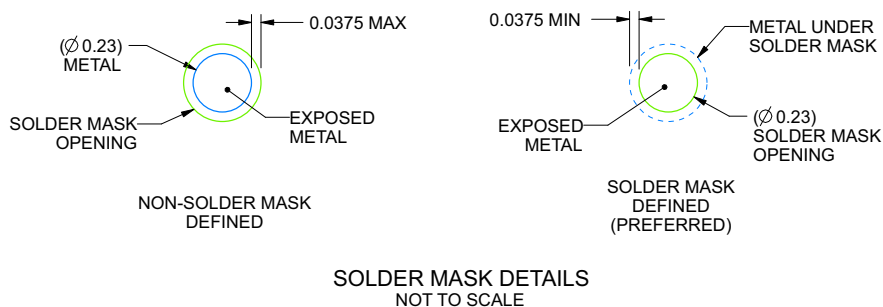 (Ø 0.23)
METAL
0.0375 MAX
SOLDER MASK
OPENING
EXPOSED
METAL
NON-SOLDER MASK
DEFINED
0.0375 MIN
METAL UNDER
SOLDER MASK
EXPOSED
METAL
(Ø 0.23)
SOLDER MASK
OPENING
SOLDER MASK
DEFINED
(PREFERRED)
SOLDER MASK DETAILS
NOT TO SCALE